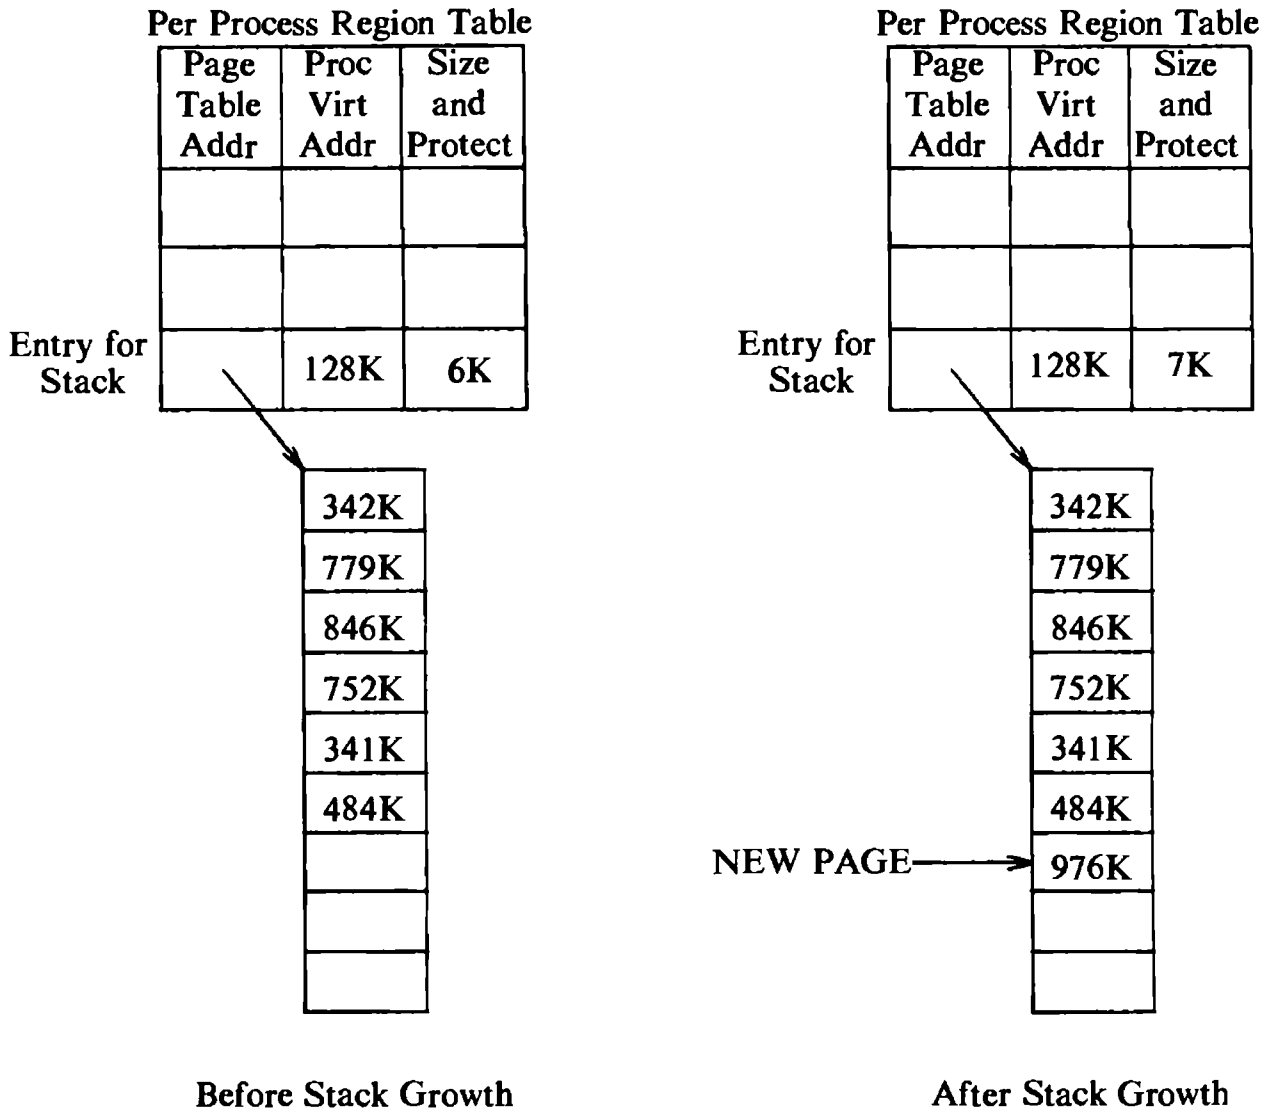 Per Process Region Table
Page Proc Size
Table Virt and
Addr Addr Protect
Entry for
Stack
128K 6K
342K
779K
846K
752K
341K
484K
Before Stack Growth
Per Process Region Table
Page Proc Size
Table Virt and
Addr Addr Protect
Entry for
Stack
128K 7K
342K
779K
846K
752K
341K
484K
NEW PAGE 976K
After Stack Growth